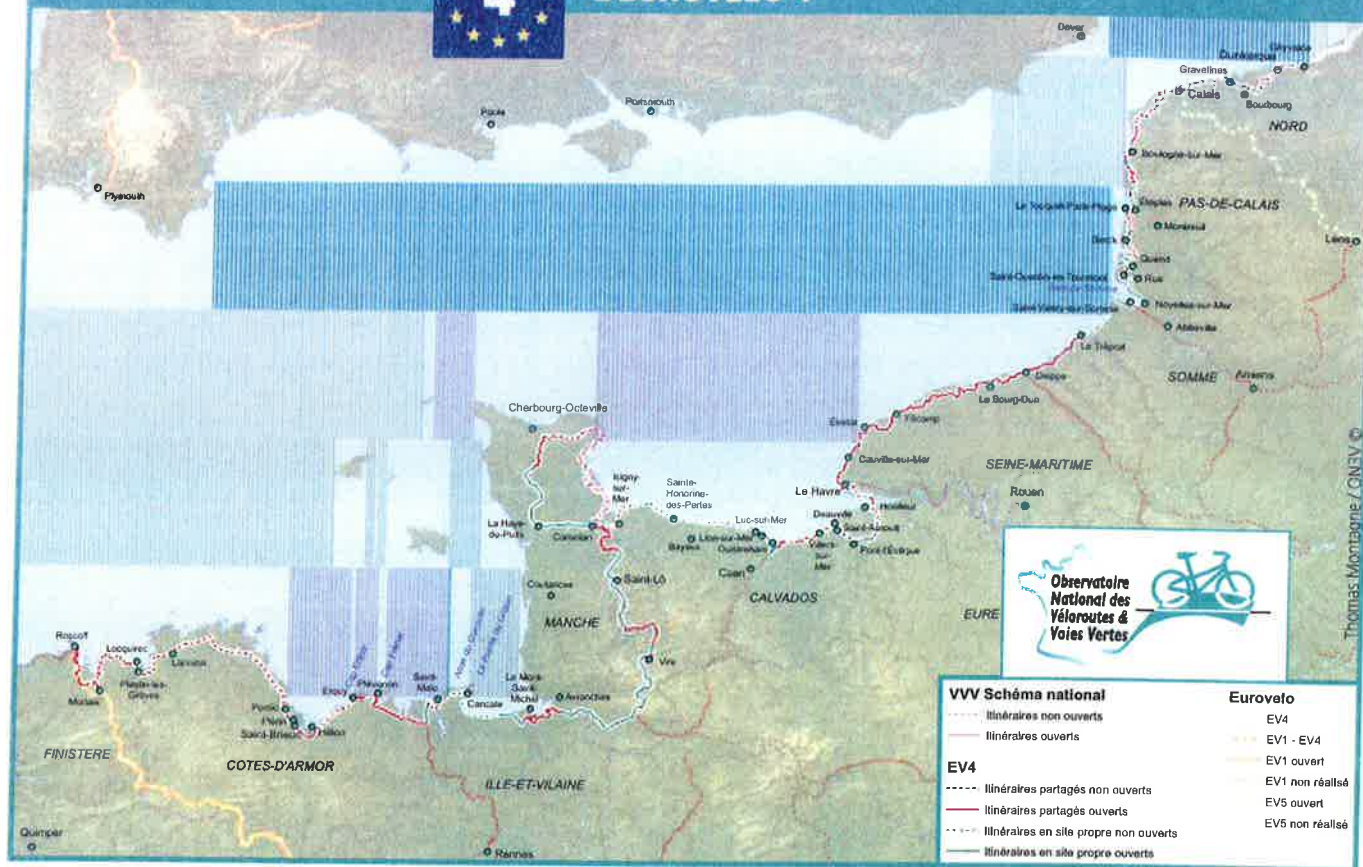 4
Dover
Ghyvelde
Dunkerque
Gravelines
Calais
Bourbourg
NORD
Poole
Portsmouth
Boulogne-sur-Mer
Plymouth
Le Touquet-Paris-Plage
Etaples
PAS-DE-CALAIS
Montreuil
Berck
Lens
Quend
Saint-Quentin-en-Tourmont
Rue
Saint-Valery-sur-Somme
Noyelles-sur-Mer
Abbeville
Le Tréport
SOMME
Amiens
Dieppe
Le Bourg-Dun
Cherbourg-Octeville
Fécamp
Etretat
Cauville-sur-Mer
SEINE-MARITIME
Isigny-
sur-
Mer
Sainte-
Honorine-
des-Pertes
Le Havre
Rouen
Honfleur
La Haye-
du-Puits
Carentan
Luc-sur-Mer
Deauville
Saint-Arnoult
Lion-sur-Mer
Ouistreham
Bayeux
Villers-
sur-
Mer
Pont-l'Evêque
Saint-Lô
Caen
Coutances
CALVADOS
EURE
MANCHE
Observatoire
National des
Véloroutes &
Voies Vertes
Thomas Montagne / ONEV ©
Roscoff
Locquirec
Lannion
Plestin-les-
Grèves
Morlaix
Vire
Pordic
Plérin
Saint-Brieuc
Hillion
Erquy
Plévenon
Saint-
Malo
Cancale
Le Mont-
Saint-
Michel
Avranches
FINISTERE
COTES-D'ARMOR
ILLE-ET-VILAINE
Quimper
Rennes
VVV Schéma national
Itinéraires non ouverts
Itinéraires ouverts
EV4
Itinéraires partagés non ouverts
Itinéraires partagés ouverts
Itinéraires en site propre non ouverts
Itinéraires en site propre ouverts
Eurovelo
EV4
EV1 - EV4
EV1 ouvert
EV1 non réalisé
EV5 ouvert
EV5 non réalisé